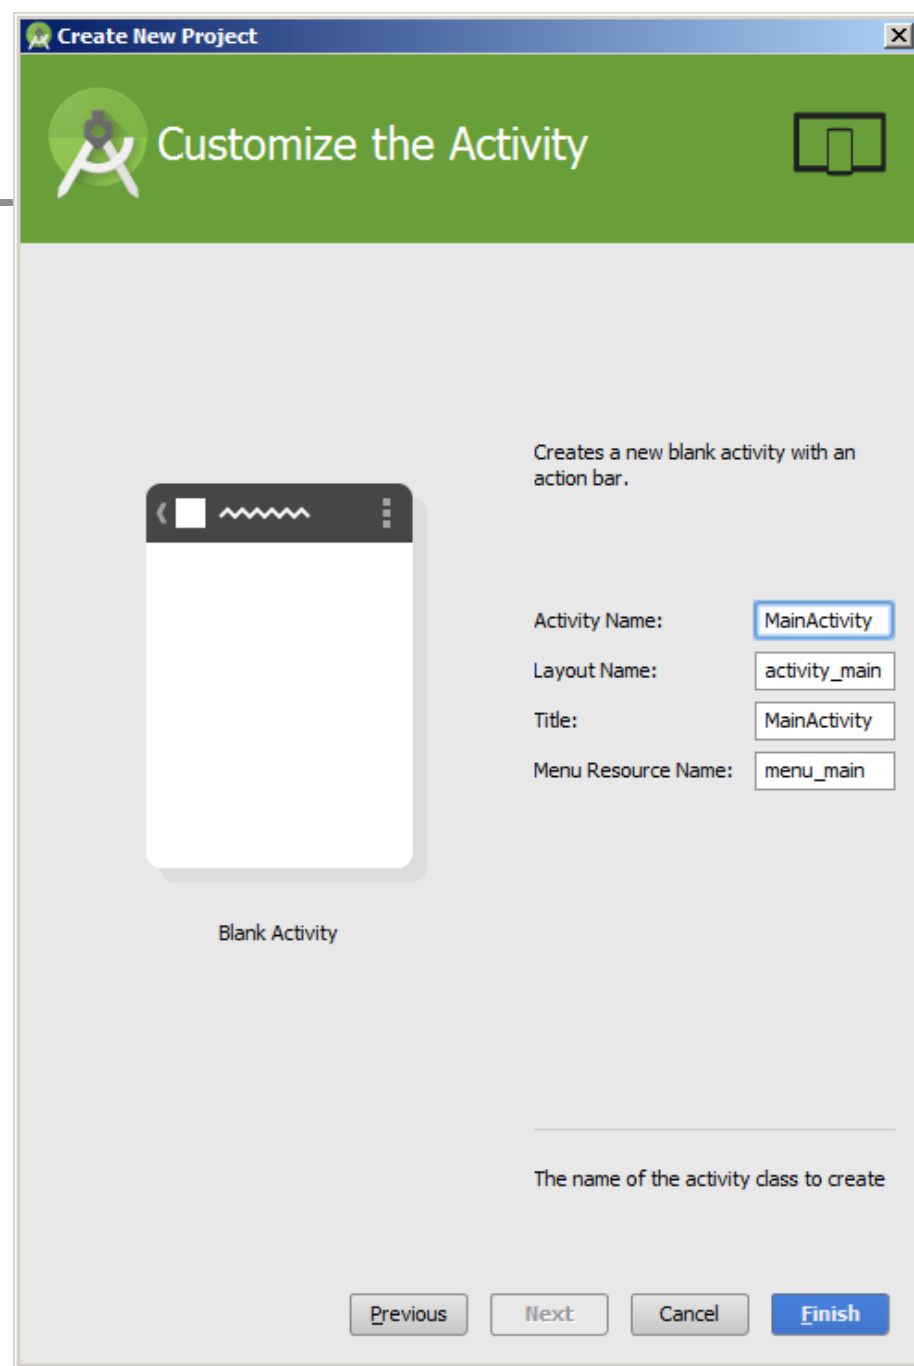 Create New Project
Customize the Activity
Creates a new blank activity with an
action bar.
Activity Name: MainActivity
Layout Name: activity_main
Title: MainActivity
Menu Resource Name: menu_main
Blank Activity
The name of the activity class to create
Previous Next Cancel Finish